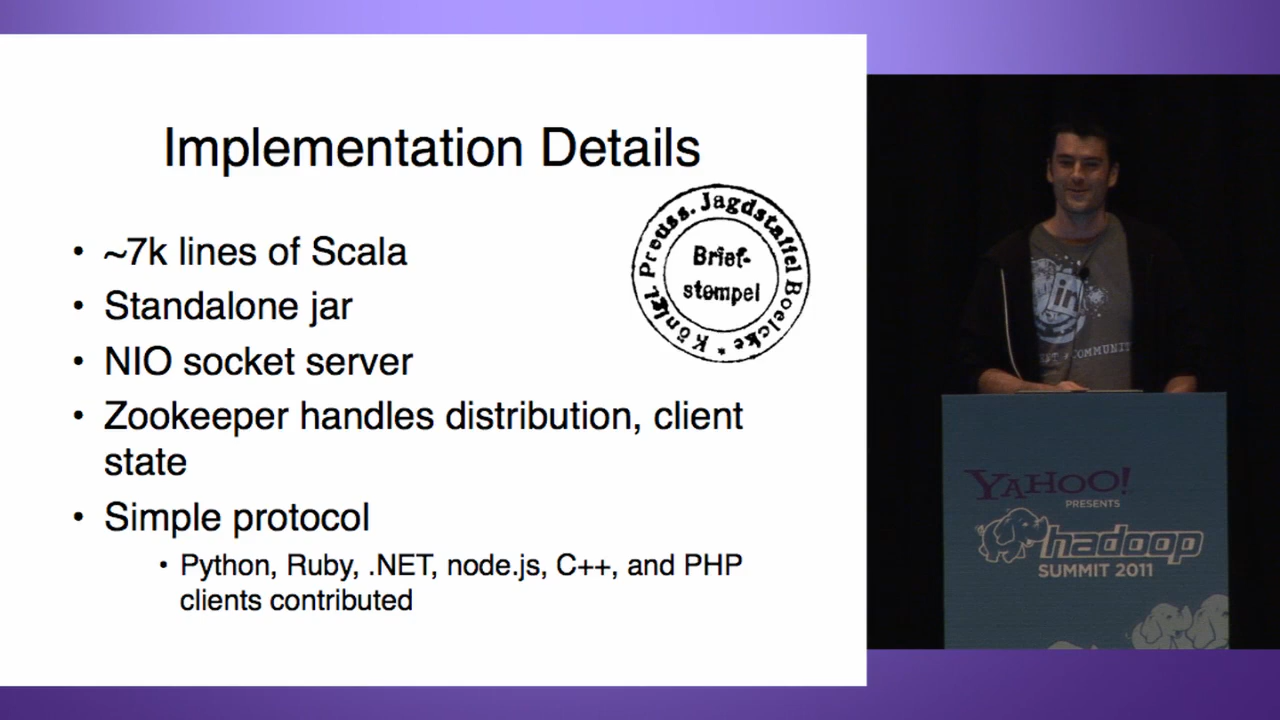 Implementation Details
• ~7k lines of Scala
• Standalone jar
• NIO socket server
• Zookeeper handles distribution, client
state
• Simple protocol
• Python, Ruby, .NET, node.js, C++, and PHP
clients contributed
Königl. Preuss. Jagdstaffel Boelcke *
Brief-
stempel
in
COMMUNIT
YAHOO!
PRESENTS
hadoop
SUMMIT 2011